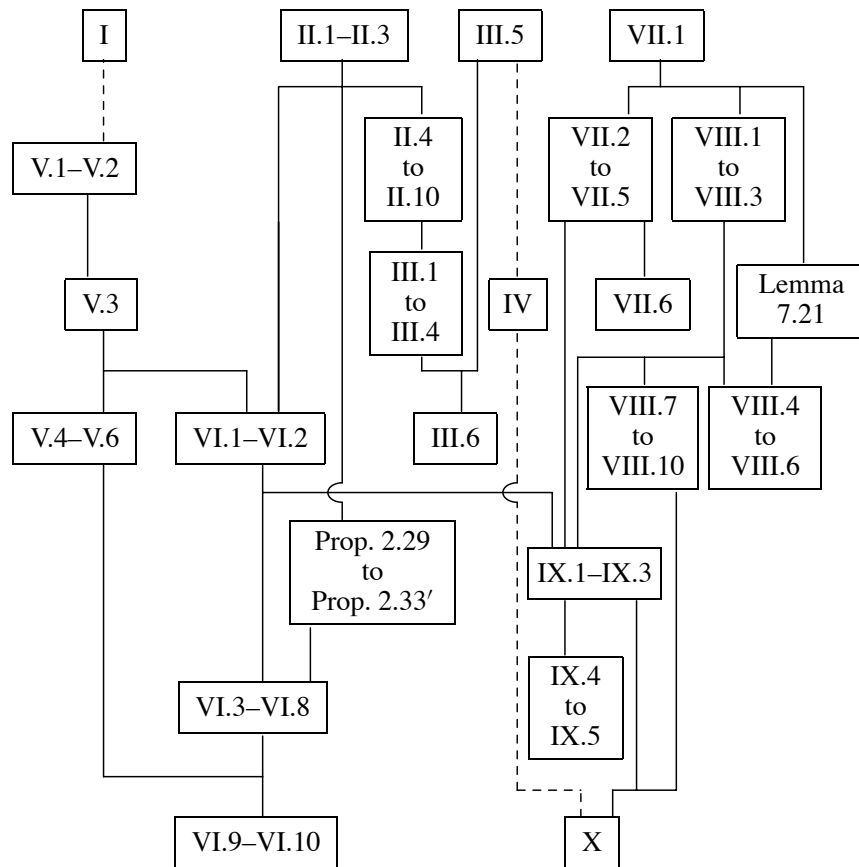 I
II.1–II.3
III.5
VII.1
V.1–V.2
II.4
to
II.10
VII.2
to
VII.5
VIII.1
to
VIII.3
V.3
III.1
to
III.4
IV
VII.6
Lemma
7.21
V.4–V.6
VI.1–VI.2
III.6
VIII.7
to
VIII.10
VIII.4
to
VIII.6
Prop. 2.29
to
Prop. 2.33′
IX.1–IX.3
VI.3–VI.8
IX.4
to
IX.5
VI.9–VI.10
X